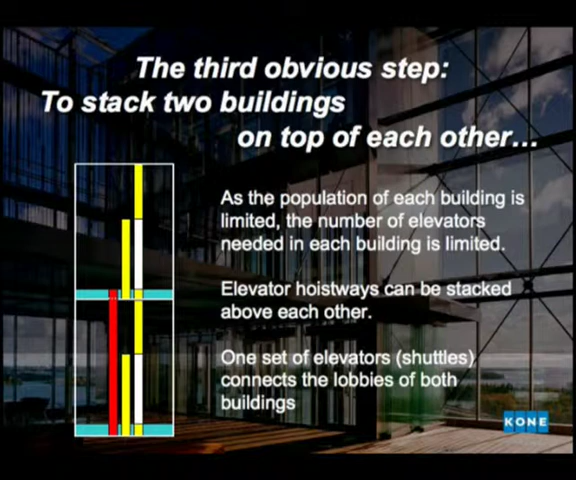 The third obvious step:
To stack two buildings
on top of each other...
As the population of each building is
limited, the number of elevators
needed in each building is limited.
Elevator hoistways can be stacked
above each other.
One set of elevators (shuttles)
connects the lobbies of both
buildings
KONE